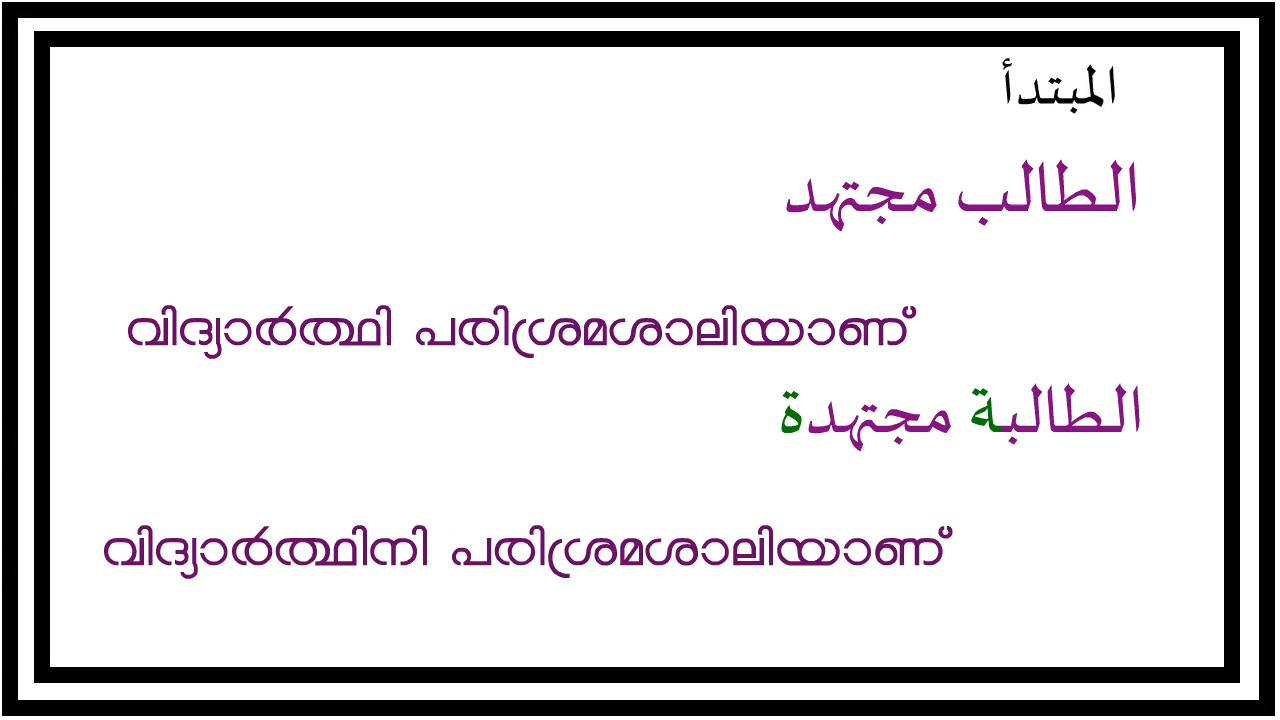 المبتدأ
الطالب مجتهد
വിദ്യാർത്ഥി പരിശ്രമശാലിയാണ്
الطالبة مجتهدة
വിദ്യാർത്ഥിനി പരിശ്രമശാലിയാണ്